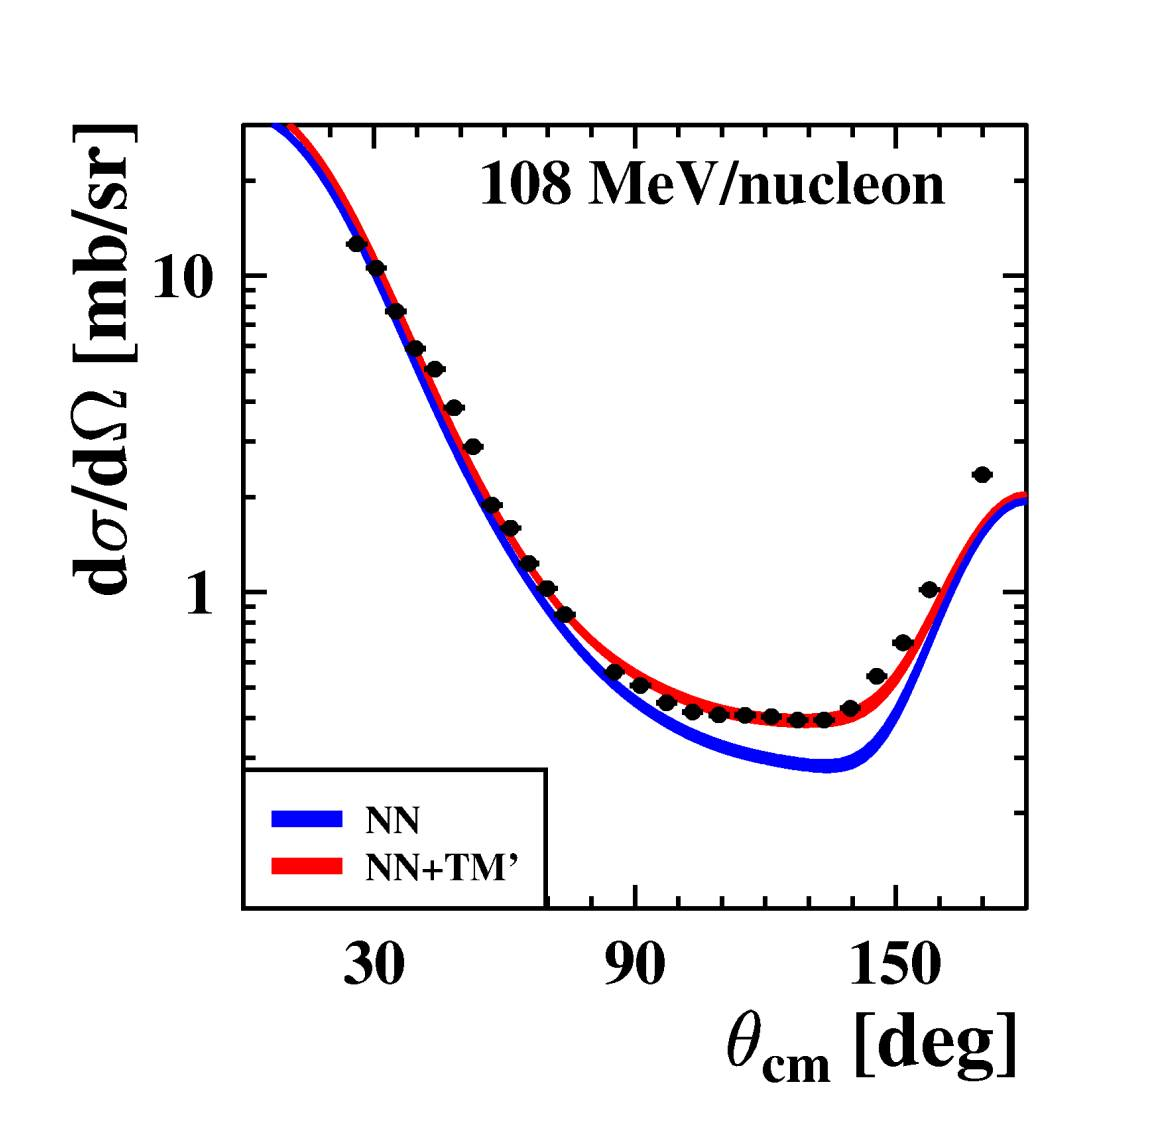 108 MeV/nucleon
dσ/dΩ [mb/sr]
10
1
NN
NN+TM’
30 90 150
θcm [deg]